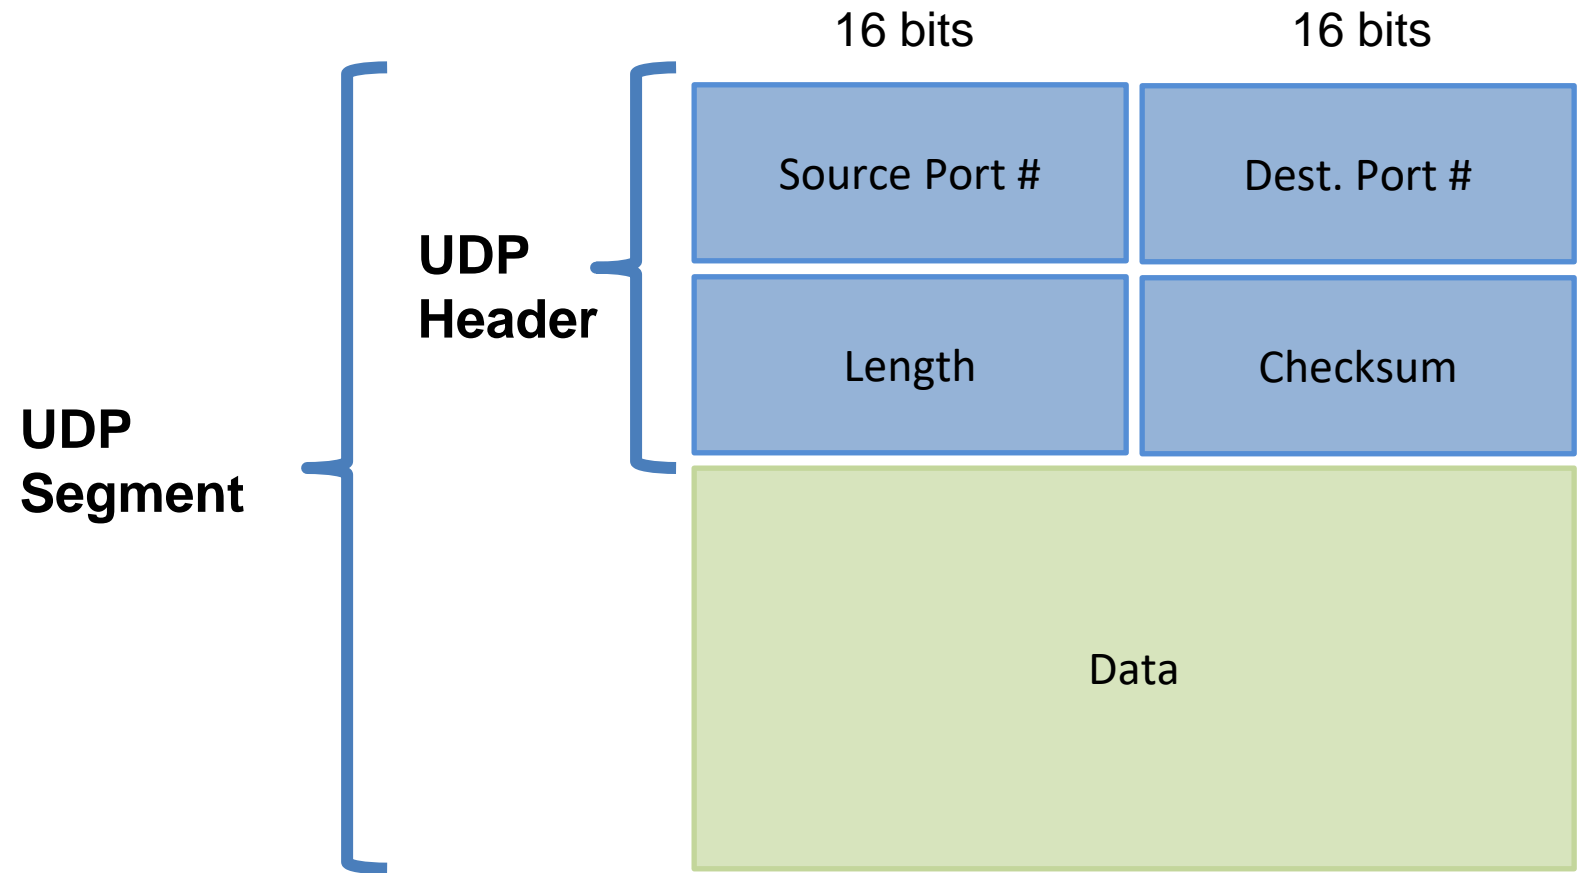 16 bits
16 bits
Source Port #
Dest. Port #
UDP
Header
Length
Checksum
UDP
Segment
Data